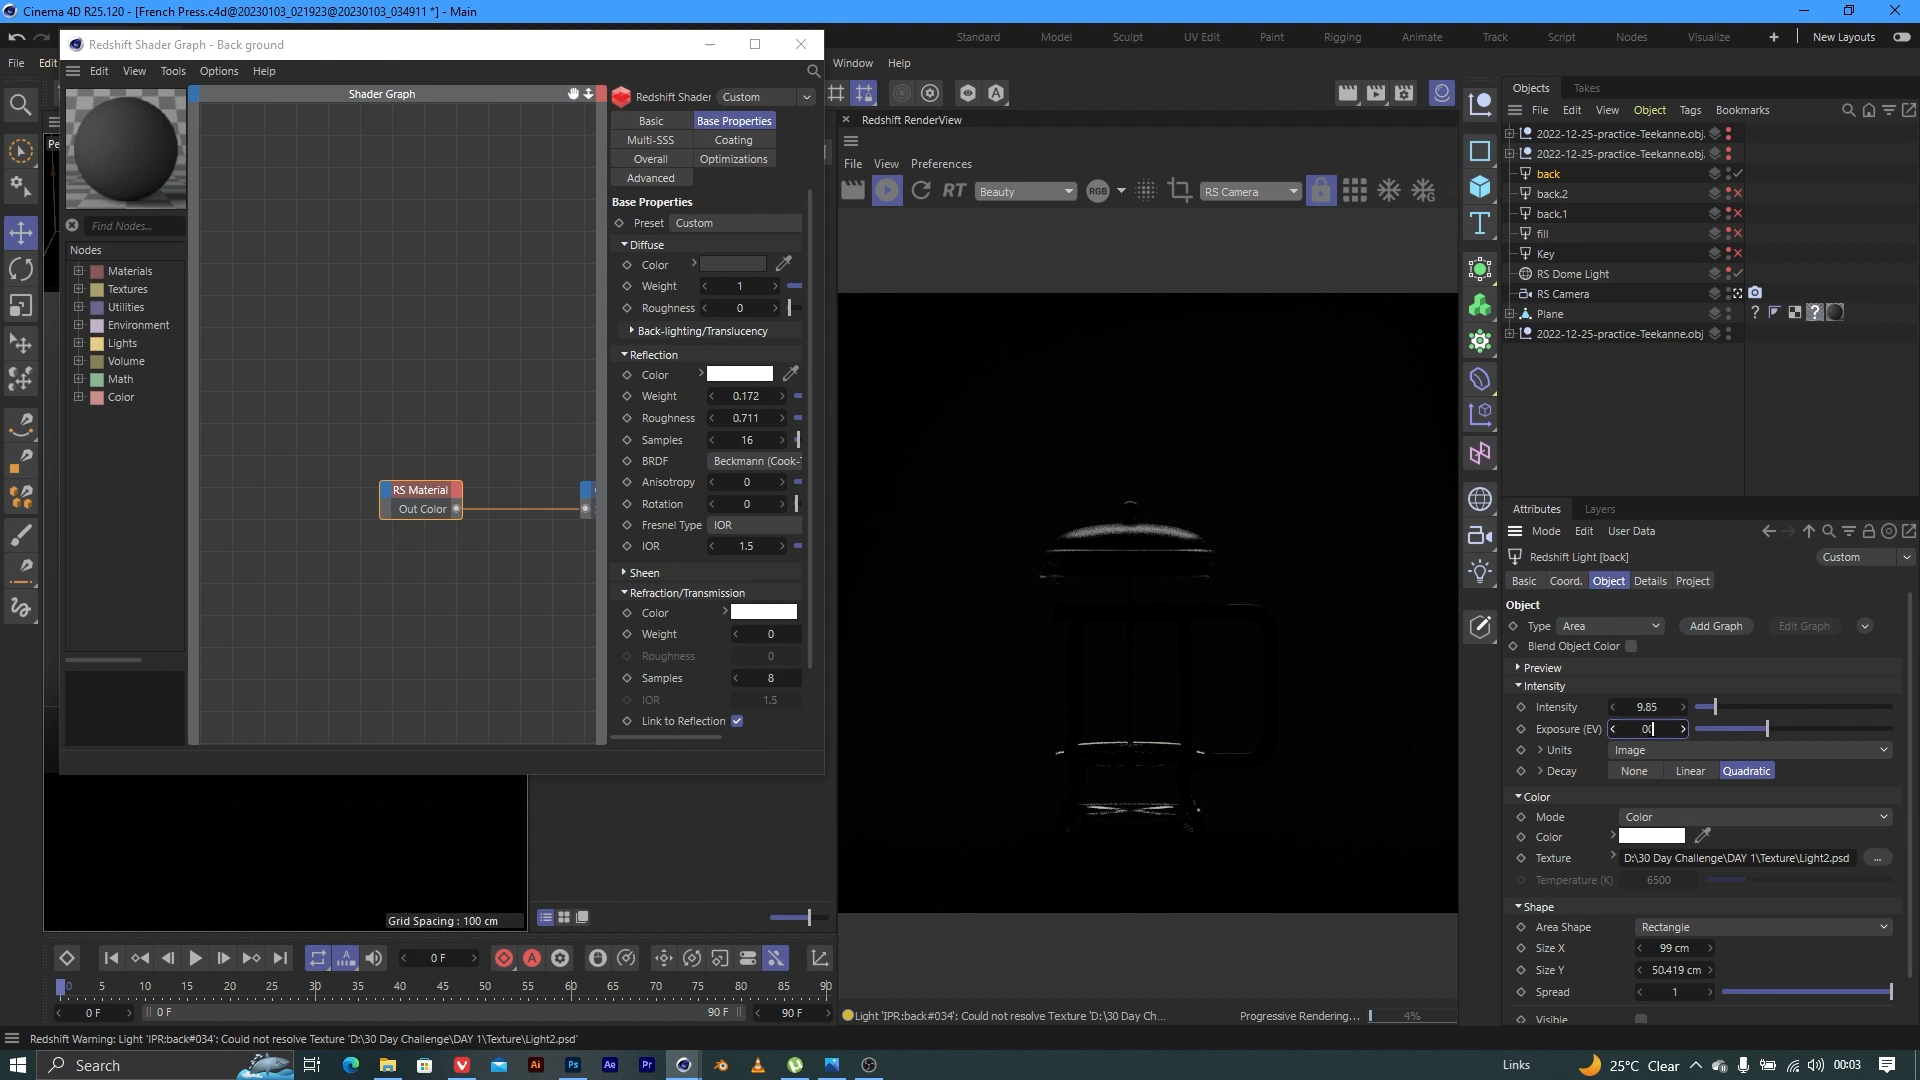 Cinema 4D R25.120 - [French Press.c4d@20230103_021923@20230103_034911 *] - Main
Redshift Shader Graph - Back ground
Standard Model Sculpt UV Edit Paint Rigging Animate Track Script Nodes Visualize New Layouts
File Edit
Edit View Tools Options Help
Window Help
Shader Graph
Redshift Shader Custom
Basic Base Properties
Multi-SSS Coating
Overall Optimizations
Advanced
Find Nodes...
Nodes
Materials
Textures
Utilities
Environment
Lights
Volume
Math
Color
RS Material
Out Color
Base Properties
Preset Custom
Diffuse
Color
Weight 1
Roughness 0
Back-lighting/Translucency
Reflection
Color
Weight 0.172
Roughness 0.711
Samples 16
BRDF Beckmann (Cook-
Anisotropy 0
Rotation 0
Fresnel Type IOR
IOR 1.5
Sheen
Refraction/Transmission
Color
Weight 0
Roughness 0
Samples 8
IOR 1.5
Link to Reflection
Pe
Redshift RenderView
File View Preferences
RT Beauty RGB RS Camera
Light 'IPR:back#034': Could not resolve Texture 'D:\30 Day Ch...
Progressive Rendering... 4%
Objects Takes
File Edit View Object Tags Bookmarks
2022-12-25-practice-Teekanne.obj.
2022-12-25-practice-Teekanne.obj.
back
back.2
back.1
fill
Key
RS Dome Light
RS Camera
Plane
2022-12-25-practice-Teekanne.obj
Attributes Layers
Mode Edit User Data
Redshift Light [back] Custom
Basic Coord. Object Details Project
Object
Type Area Add Graph Edit Graph
Blend Object Color
Preview
Intensity
Intensity 9.85
Exposure (EV) 00
Units Image
Decay None Linear Quadratic
Color
Mode Color
Color
Texture D:\30 Day Challenge\DAY 1\Texture\Light2.psd ...
Temperature (K) 6500
Shape
Area Shape Rectangle
Size X 99 cm
Size Y 50.419 cm
Spread 1
Visible
Grid Spacing : 100 cm
0 F
0 5 10 15 20 25 30 35 40 45 50 55 60 65 70 75 80 85 90
0 F 0 F 90 F 90 F
Redshift Warning: Light 'IPR:back#034': Could not resolve Texture 'D:\30 Day Challenge\DAY 1\Texture\Light2.psd'
Search Ai Ps Ae Pr Links 25°C Clear 00:03